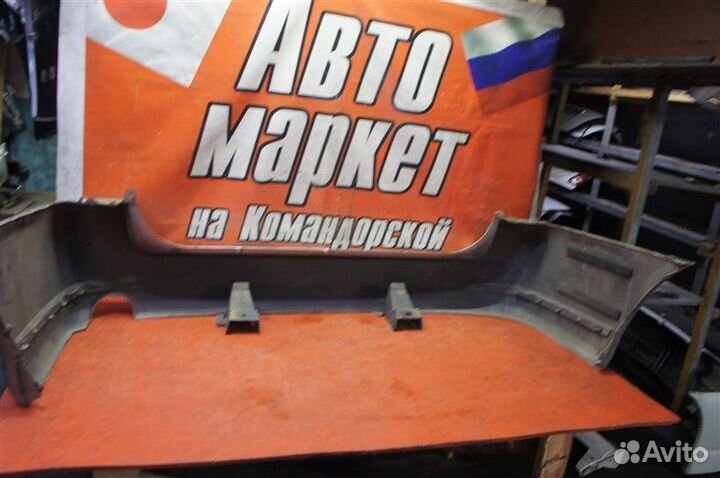 Авто
маркет
на Командорской
Avito